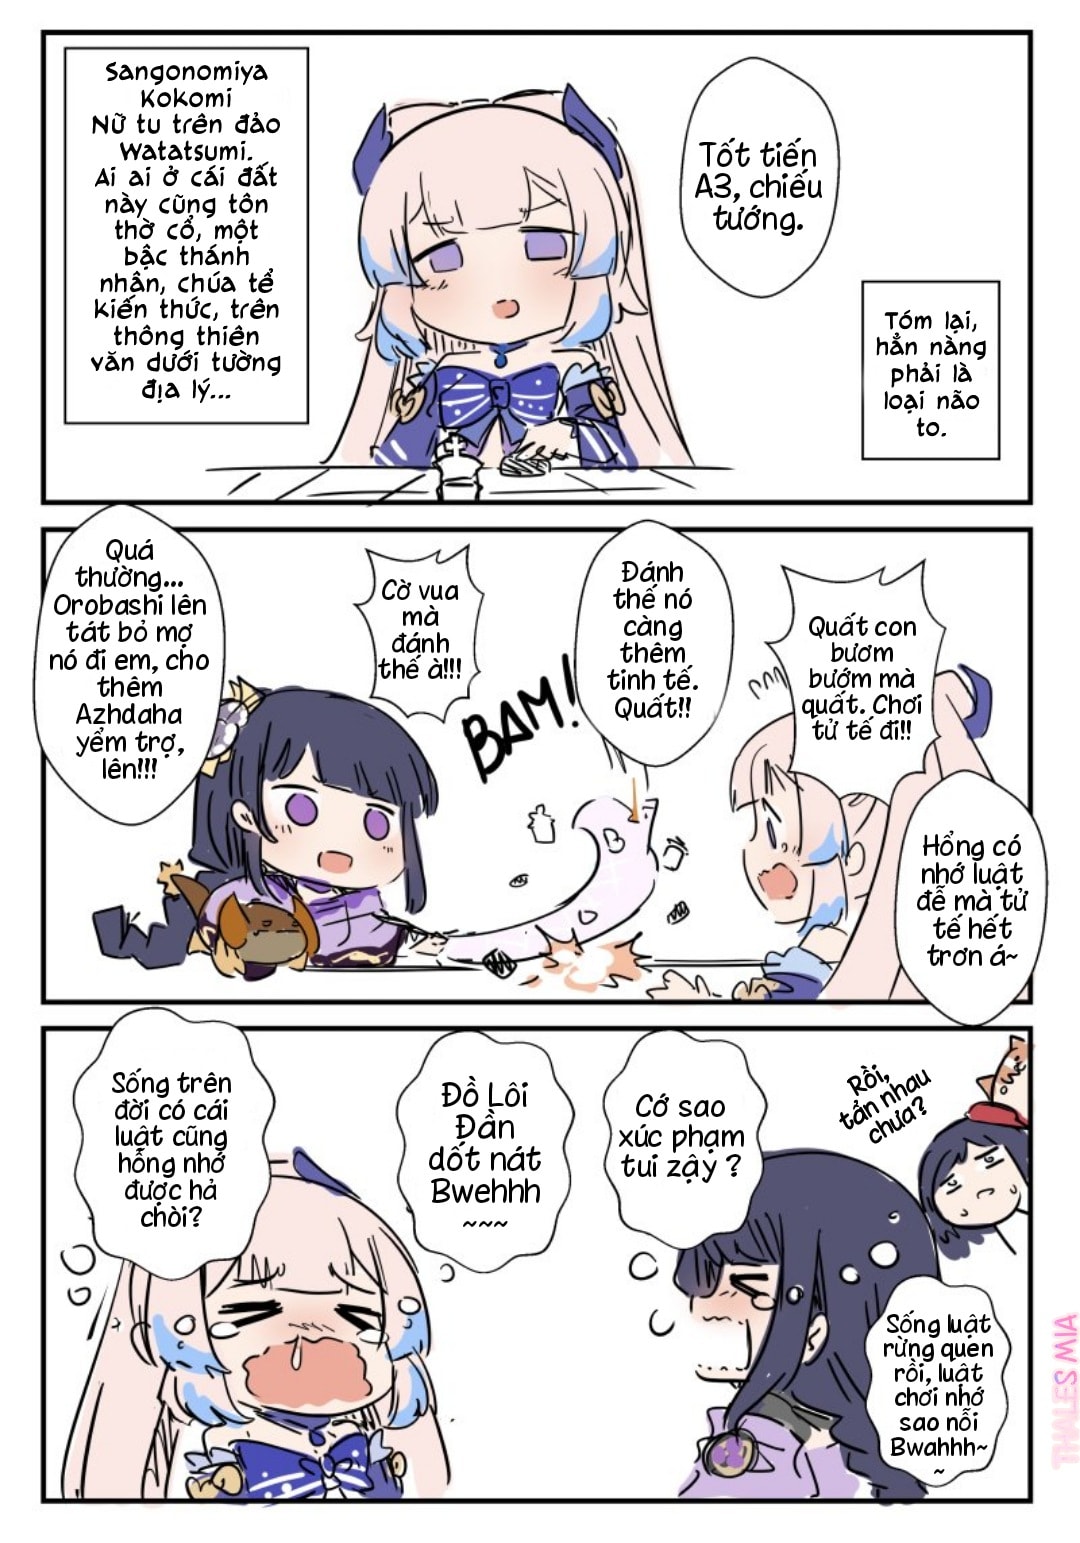 Sangonomiya
Kokomi
Nữ tu trên đảo
Watatsumi.
Ai ai ở cái đất
này cũng tôn
thờ cổ, một
bậc thánh
nhân, chúa tể
kiến thức, trên
thông thiên
văn dưới tường
địa lý...
Tốt tiến
A3, chiếu
tướng.
Tóm lại,
hẳn nàng
phải là
loại não
to.
Quá
thường...
Orobashi lên
tát bỏ mợ
nó đi em, cho
thêm
Azhdaha
yểm trợ,
lên!!!
Cờ vua
mà
đánh
thế à!!!
BAM!
Đánh
thế nó
càng
thêm
tinh tế.
Quất!!
Quất con
bươm
bướm mà
quất. Chơi
tử tế đi!!
Hổng có
nhớ luật
đễ mà tử
tế hết
trơn á~
Sống trên
đời có cái
luật cũng
hỗng nhớ
được hả
chòi?
Đồ Lôi
Đần
dốt nát
Bwehhh
~~~
Cớ sao
xúc phạm
tui zậy ?
Rồi,
tẩn nhau
chưa?
Sống luật
rừng quen
rồi, luật
chơi nhớ
sao nỗi
Bwahhh~
~
THALES MIA